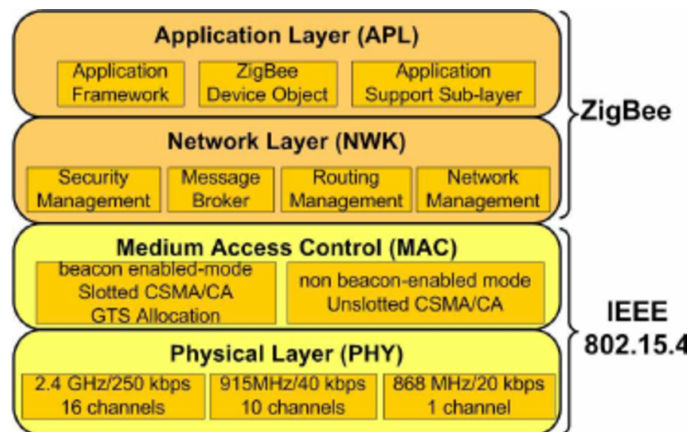 Application Layer (APL)
Application
Framework
ZigBee
Device Object
Application
Support Sub-layer
ZigBee
Network Layer (NWK)
Security
Management
Message
Broker
Routing
Management
Network
Management
Medium Access Control (MAC)
beacon enabled-mode
Slotted CSMA/CA
GTS Allocation
non beacon-enabled mode
Unslotted CSMA/CA
IEEE
802.15.4
Physical Layer (PHY)
2.4 GHz/250 kbps
16 channels
915MHz/40 kbps
10 channels
868 MHz/20 kbps
1 channel